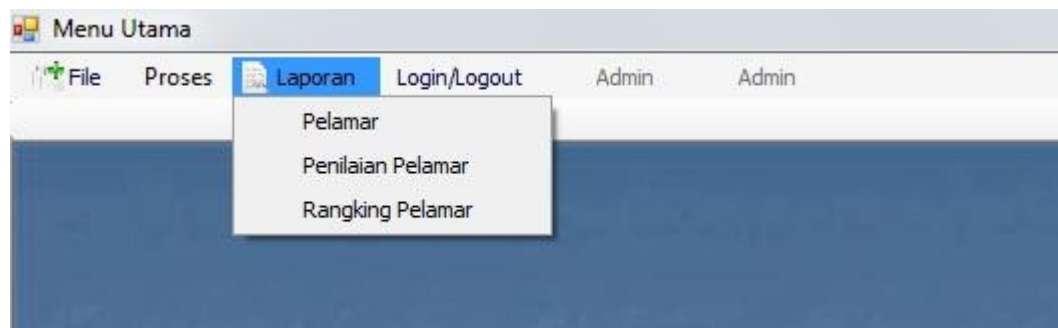 Menu Utama
File Proses Laporan Login/Logout Admin Admin
Pelamar
Penilaian Pelamar
Rangking Pelamar